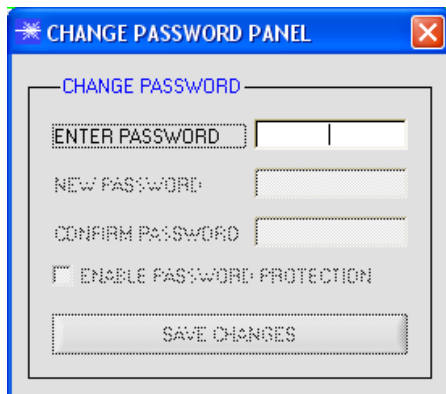 CHANGE PASSWORD PANEL
CHANGE PASSWORD
ENTER PASSWORD
NEW PASSWORD
CONFIRM PASSWORD
ENABLE PASSWORD PROTECTION
SAVE CHANGES